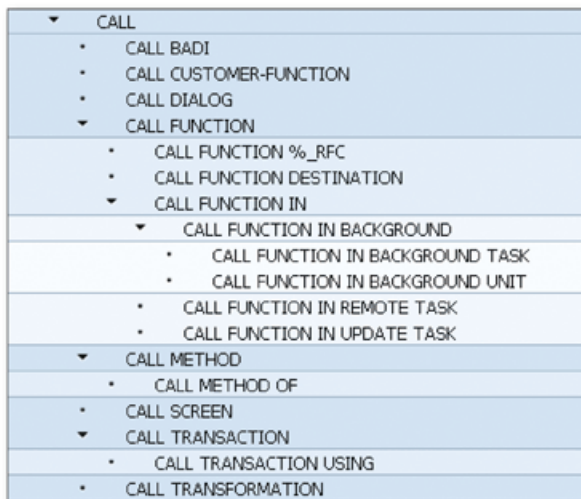 CALL
CALL BADI
CALL CUSTOMER-FUNCTION
CALL DIALOG
CALL FUNCTION
CALL FUNCTION %_RFC
CALL FUNCTION DESTINATION
CALL FUNCTION IN
CALL FUNCTION IN BACKGROUND
CALL FUNCTION IN BACKGROUND TASK
CALL FUNCTION IN BACKGROUND UNIT
CALL FUNCTION IN REMOTE TASK
CALL FUNCTION IN UPDATE TASK
CALL METHOD
CALL METHOD OF
CALL SCREEN
CALL TRANSACTION
CALL TRANSACTION USING
CALL TRANSFORMATION